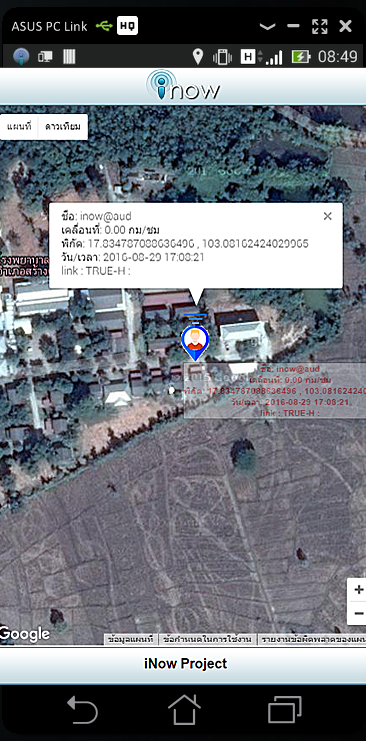 ASUS PC Link HQ
H 08:49
inow
แผนที่ ดาวเทียม
ชื่อ: inow@aud
เคลื่อนที่: 0.00 กม/ชม
พิกัด: 17.834787088636496 , 103.08162424029865
วัน/เวลา: 2016-08-29 17:08:21
link : TRUE-H :
ชื่อ: inow@aud
เคลื่อนที่: 0.00 กม/ชม
พิกัด: 17.834787088636496 , 103.081624240
วัน/เวลา: 2016-08-29 17:08:21,
link : TRUE-H :
Google
ข้อมูลแผนที่ ข้อกำหนดในการใช้งาน รายงานข้อผิดพลาดของแผน
iNow Project